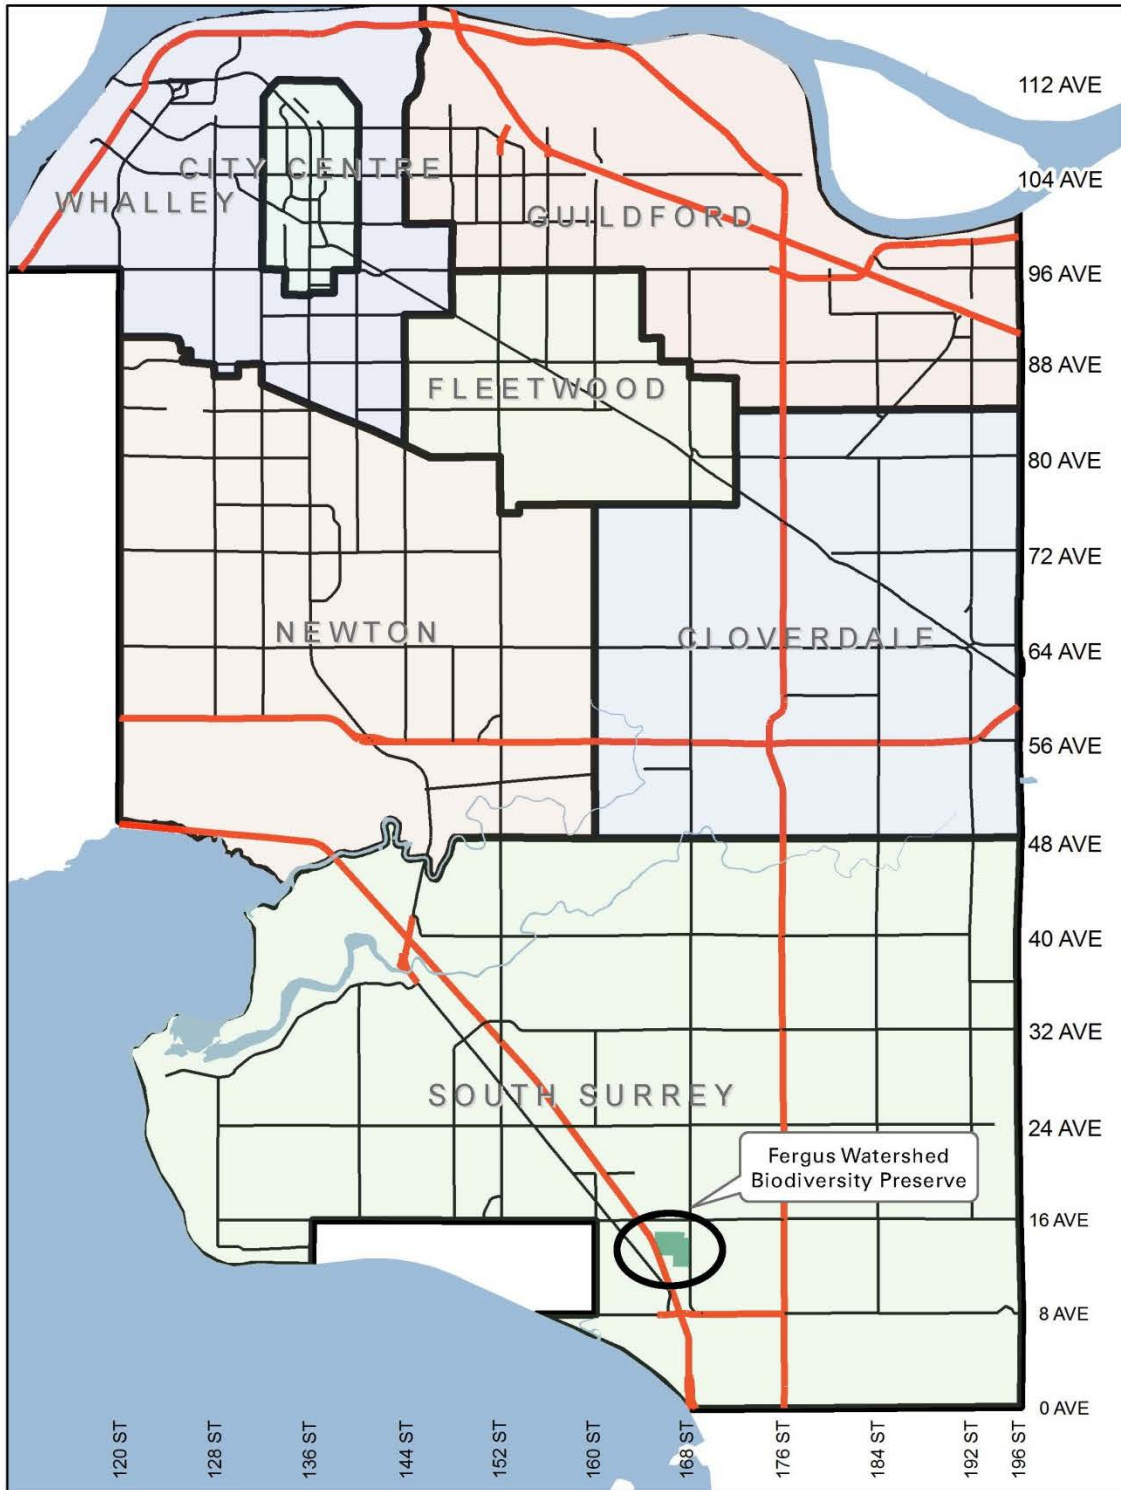 112 AVE
CITY CENTRE
104 AVE
WHALLEY
GUILDFORD
96 AVE
88 AVE
FLEETWOOD
80 AVE
72 AVE
NEWTON
CLOVERDALE
64 AVE
56 AVE
48 AVE
40 AVE
32 AVE
SOUTH SURREY
24 AVE
Fergus Watershed
Biodiversity Preserve
16 AVE
8 AVE
0 AVE
120 ST
128 ST
136 ST
144 ST
152 ST
160 ST
168 ST
176 ST
184 ST
192 ST
196 ST